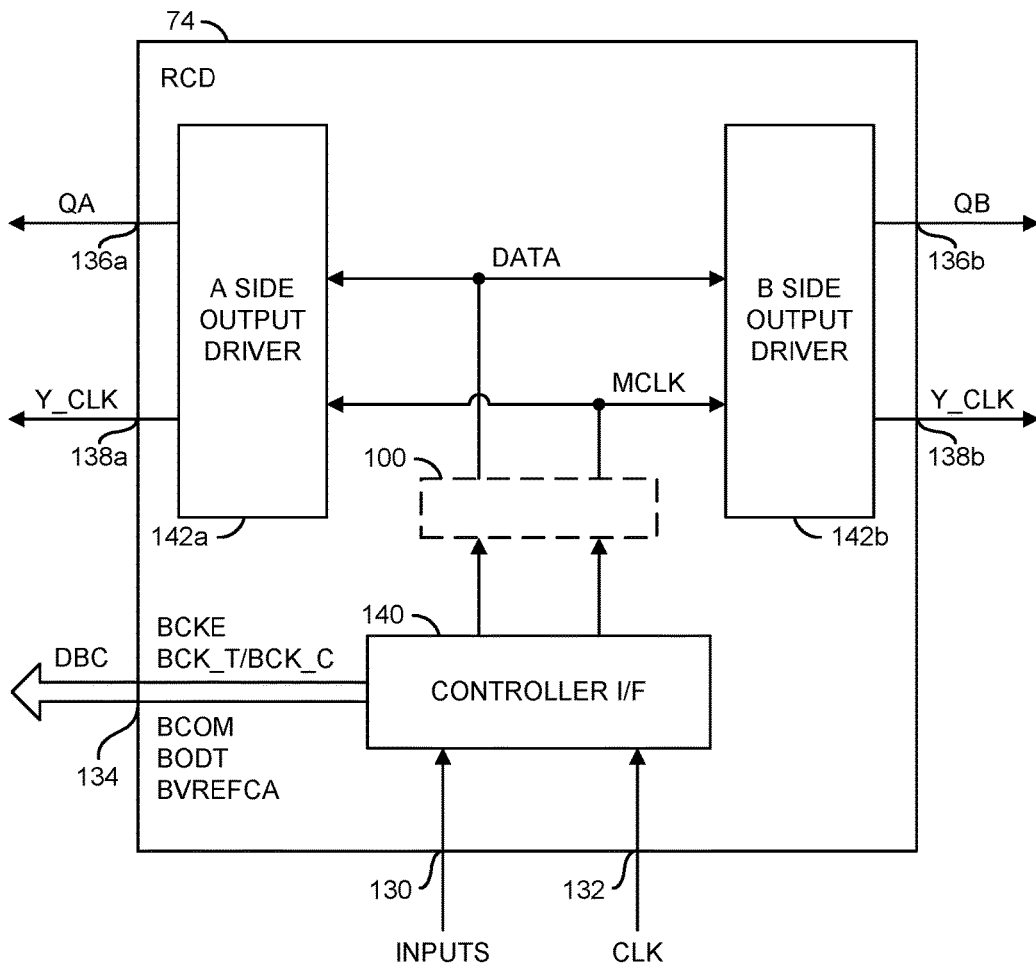 74
RCD
QA
QB
136a
136b
DATA
A SIDE
OUTPUT
DRIVER
B SIDE
OUTPUT
DRIVER
MCLK
Y_CLK
Y_CLK
138a
138b
100
142a
142b
140
BCKE
BCK_T/BCK_C
DBC
CONTROLLER I/F
BCOM
BODT
BVREFCA
134
130
132
INPUTS
CLK